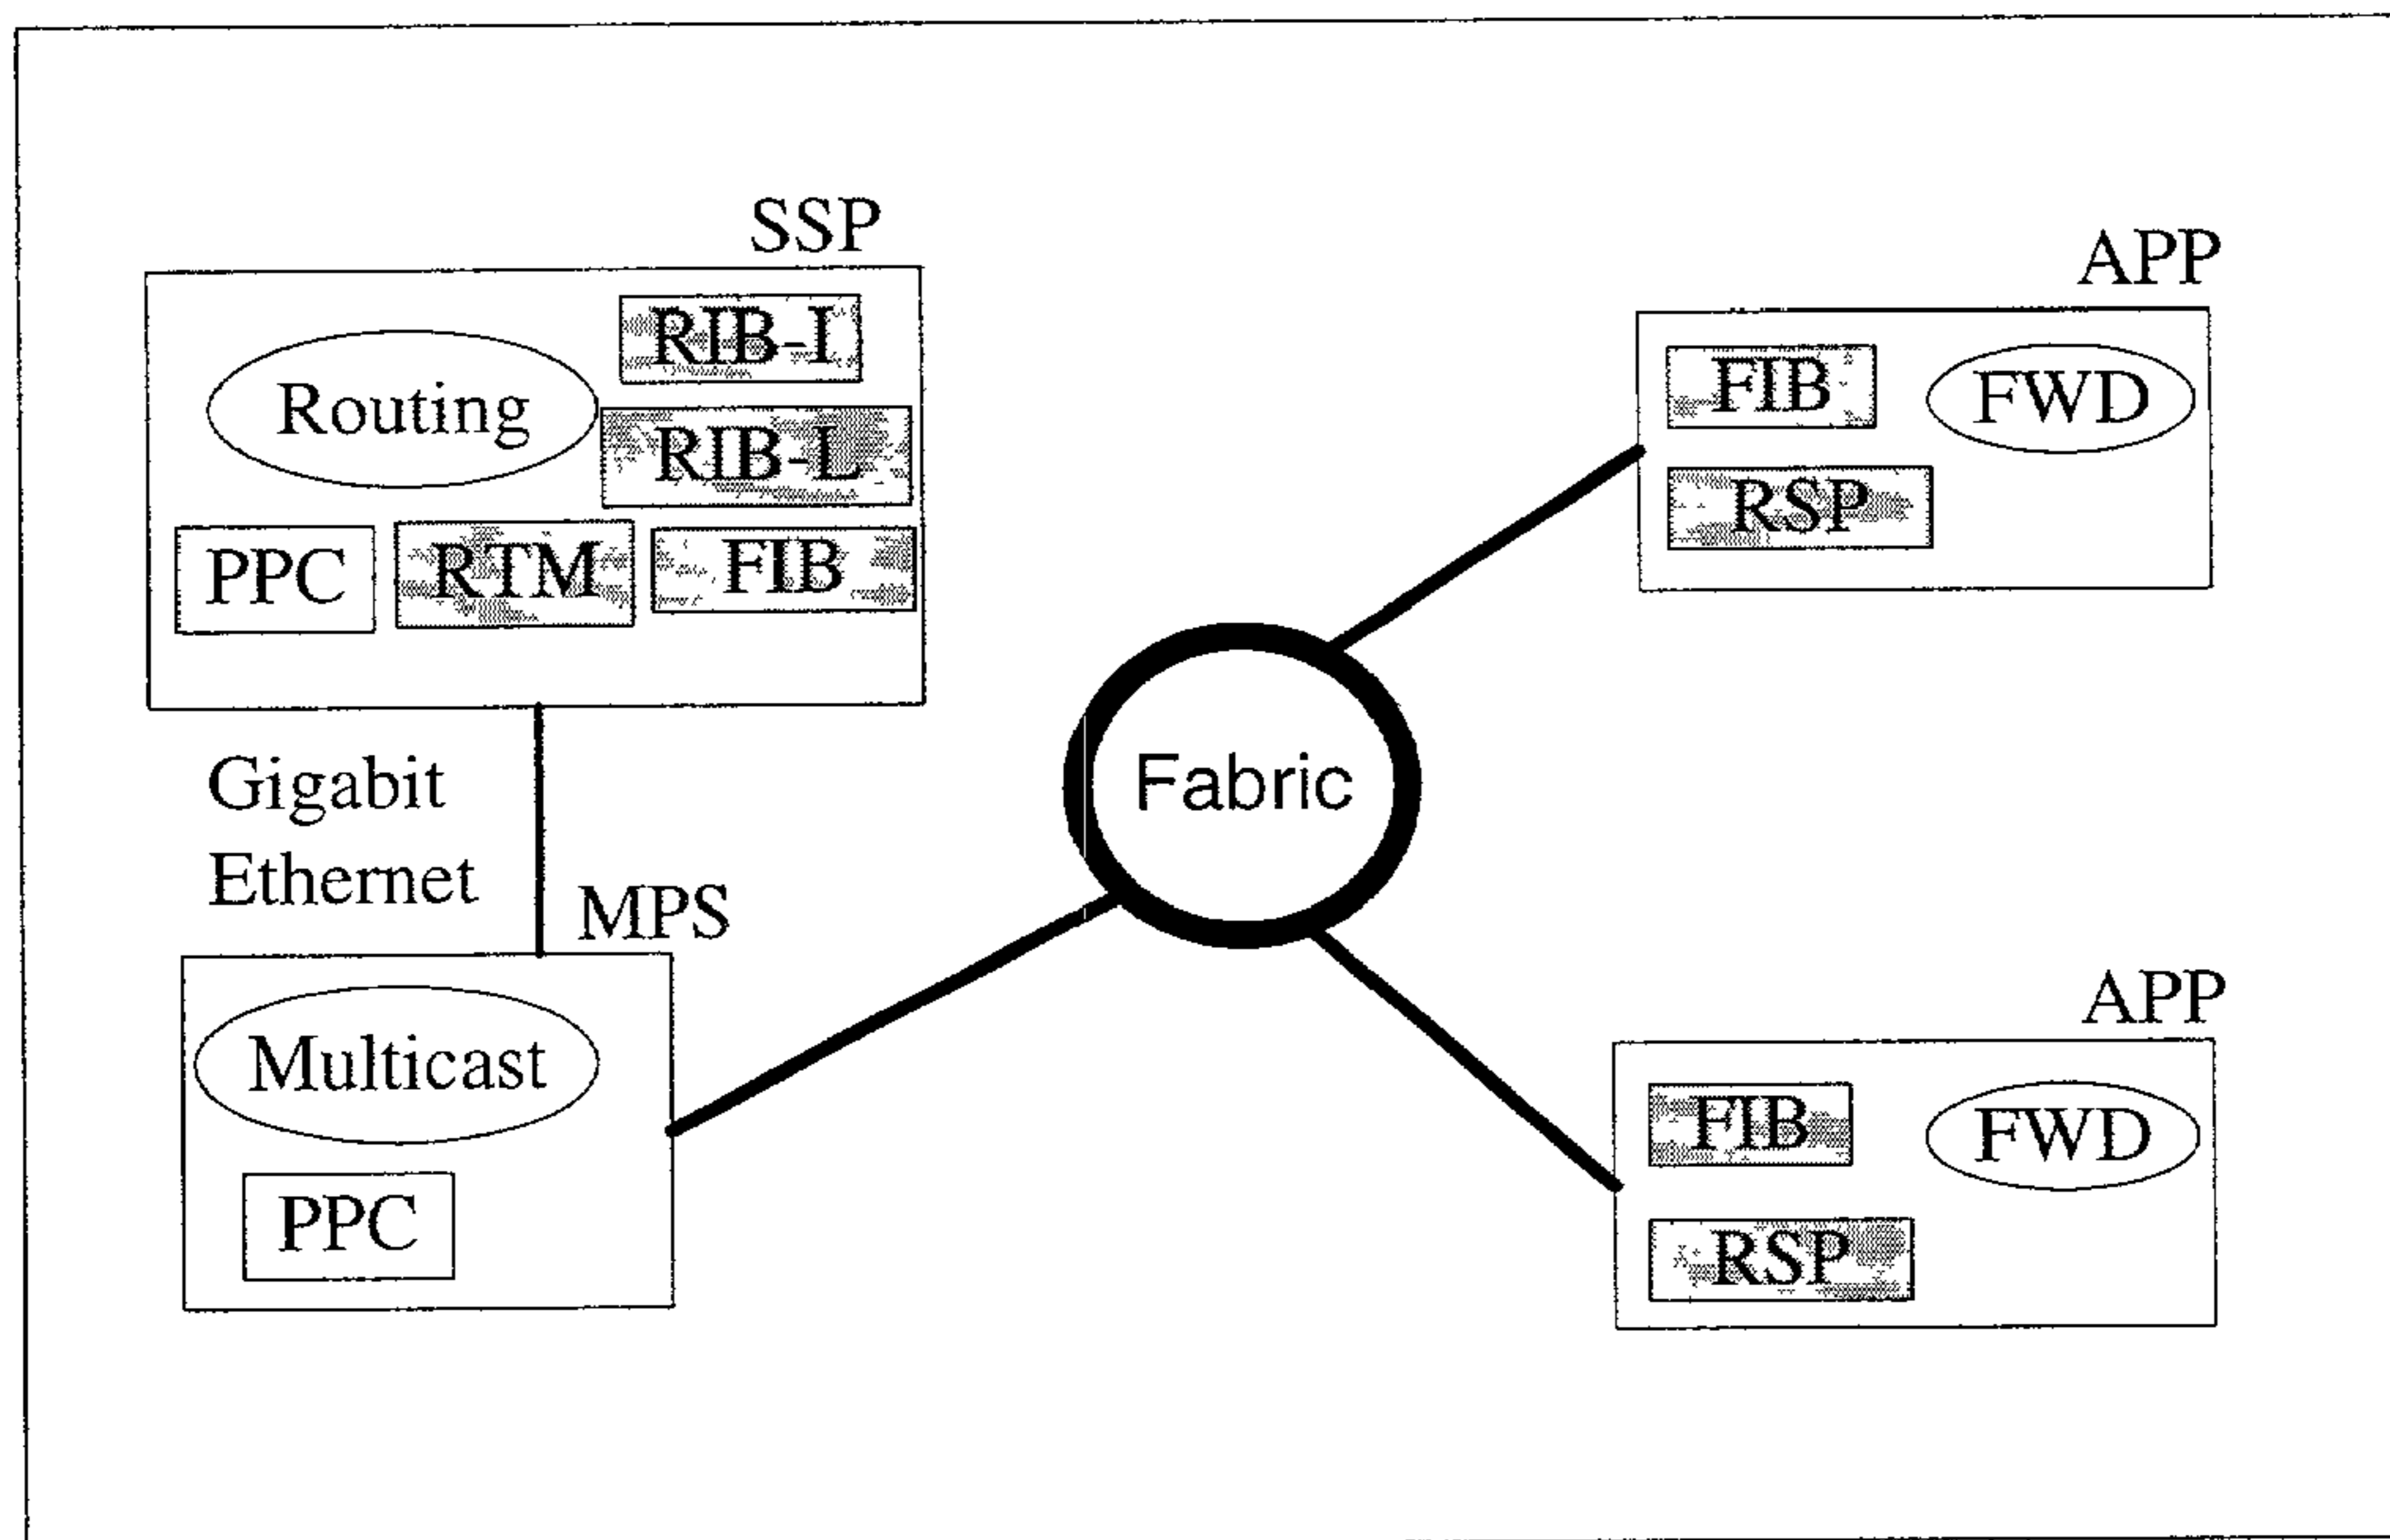 SSP
RIB-I
Routing
RIB-L
PPC
RTM
FIB
Gigabit
Ethernet
MPS
Multicast
PPC
Fabric
APP
FIB
FWD
RSP
APP
FIB
FWD
RSP